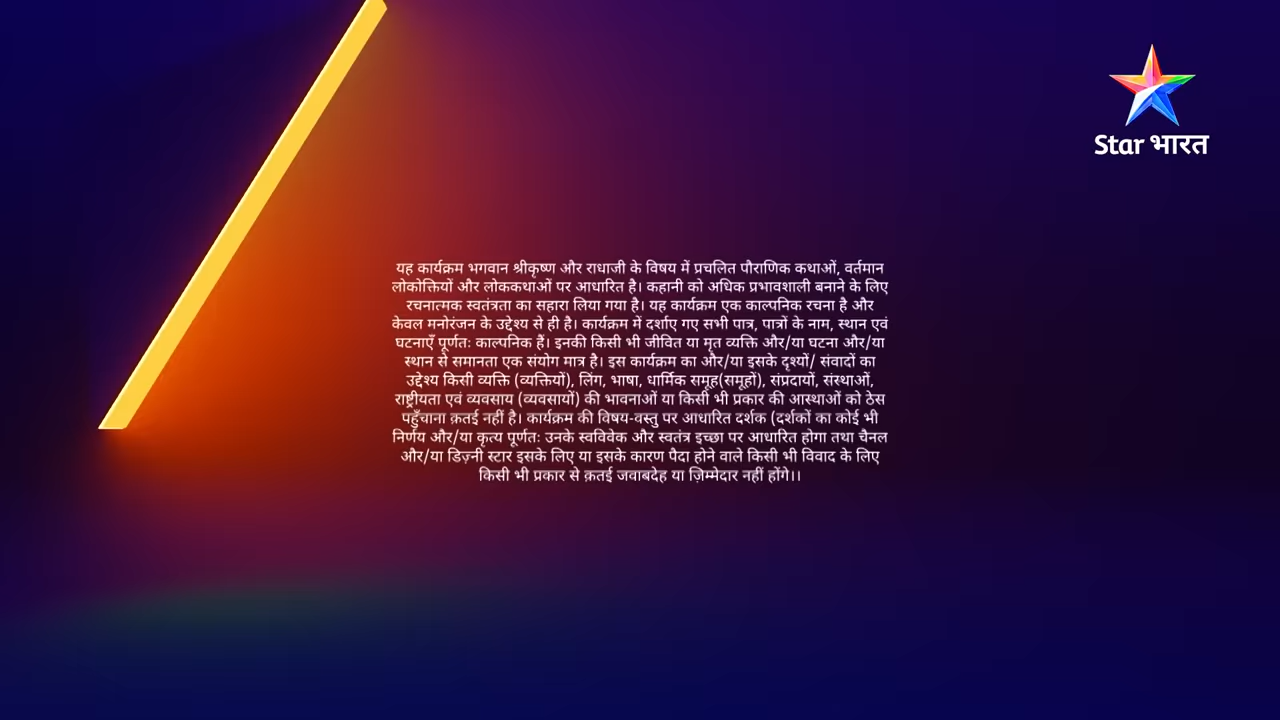 Star भारत
यह कार्यक्रम भगवान श्रीकृष्ण और राधाजी के विषय में प्रचलित पौराणिक कथाओं, वर्तमान
लोकोक्तियों और लोककथाओं पर आधारित है। कहानी को अधिक प्रभावशाली बनाने के लिए
रचनात्मक स्वतंत्रता का सहारा लिया गया है। यह कार्यक्रम एक काल्पनिक रचना है और
केवल मनोरंजन के उद्देश्य से ही है। कार्यक्रम में दर्शाए गए सभी पात्र, पात्रों के नाम, स्थान एवं
घटनाएँ पूर्णतः काल्पनिक हैं। इनकी किसी भी जीवित या मृत व्यक्ति और/या घटना और/या
स्थान से समानता एक संयोग मात्र है। इस कार्यक्रम का और/या इसके दृश्यों/ संवादों का
उद्देश्य किसी व्यक्ति (व्यक्तियों), लिंग, भाषा, धार्मिक समूह(समूहों), संप्रदायों, संस्थाओं,
राष्ट्रीयता एवं व्यवसाय (व्यवसायों) की भावनाओं या किसी भी प्रकार की आस्थाओं को ठेस
पहुँचाना क़तई नहीं है। कार्यक्रम की विषय-वस्तु पर आधारित दर्शक (दर्शकों का कोई भी
निर्णय और/या कृत्य पूर्णतः उनके स्वविवेक और स्वतंत्र इच्छा पर आधारित होगा तथा चैनल
और/या डिज़्नी स्टार इसके लिए या इसके कारण पैदा होने वाले किसी भी विवाद के लिए
किसी भी प्रकार से क़तई जवाबदेह या ज़िम्मेदार नहीं होंगे।।